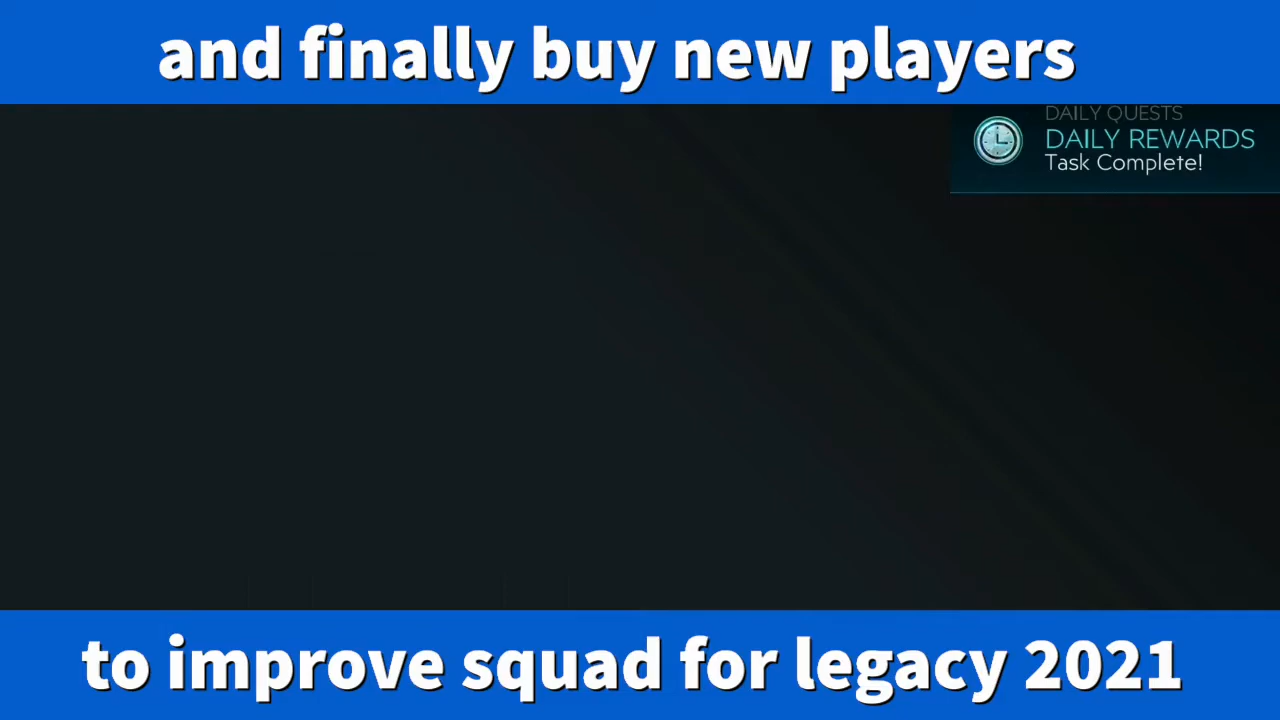 and finally buy new players
DAILY QUESTS
DAILY REWARDS
Task Complete!
to improve squad for legacy 2021